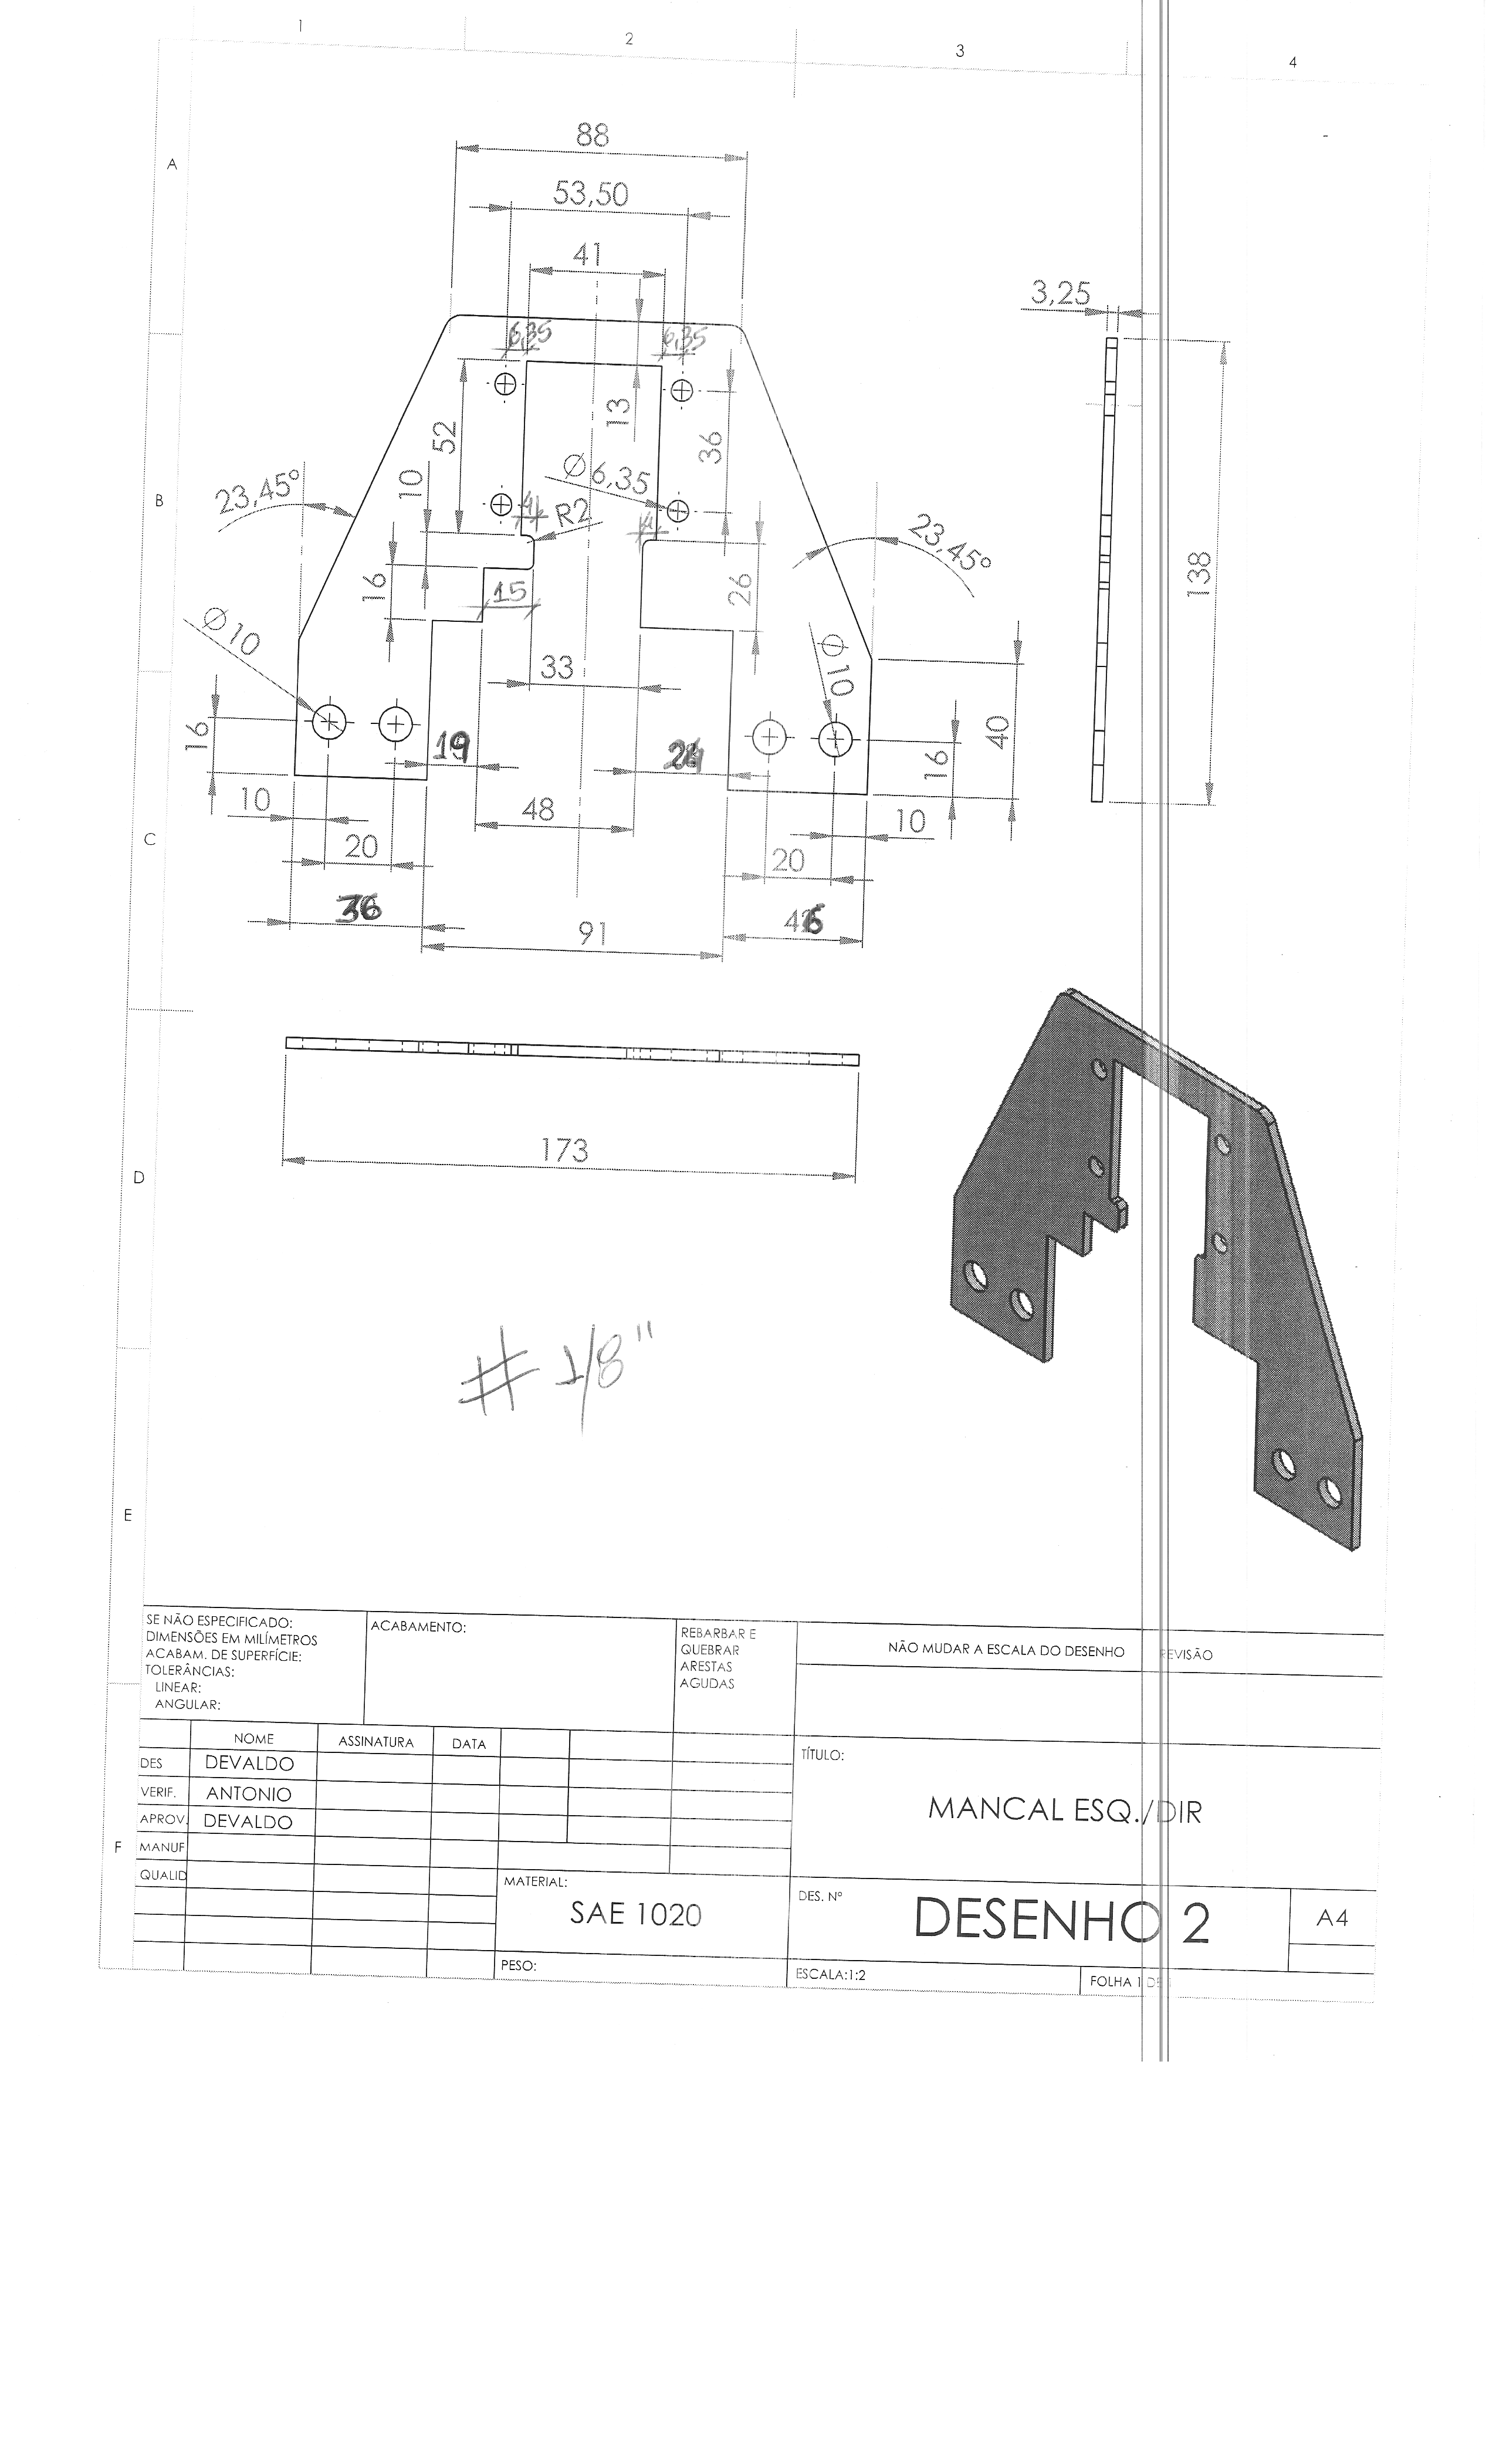 1
2
3
4
A
88
53,50
41
3,25
6,35
6,35
13
52
36
10
Ø6,35
B
23,45°
4
R2
4
23,45°
138
16
15
26
Ø10
33
Ø10
16
19
40
16
10
48
10
C
20
20
36
91
173
D
# 1/8"
E
SE NÃO ESPECIFICADO:
DIMENSÕES EM MILÍMETROS
ACABAM. DE SUPERFÍCIE:
TOLERÂNCIAS:
LINEAR:
ANGULAR:
ACABAMENTO:
REBARBAR E
QUEBRAR
ARESTAS
AGUDAS
NÃO MUDAR A ESCALA DO DESENHO
REVISÃO
NOME
ASSINATURA
DATA
DES
DEVALDO
VERIF.
ANTONIO
APROV.
DEVALDO
MANUF
QUALID
TÍTULO:
MANCAL ESQ./DIR
F
MATERIAL:
SAE 1020
DES. Nº
DESENHO 2
A4
PESO:
ESCALA:1:2
FOLHA 1